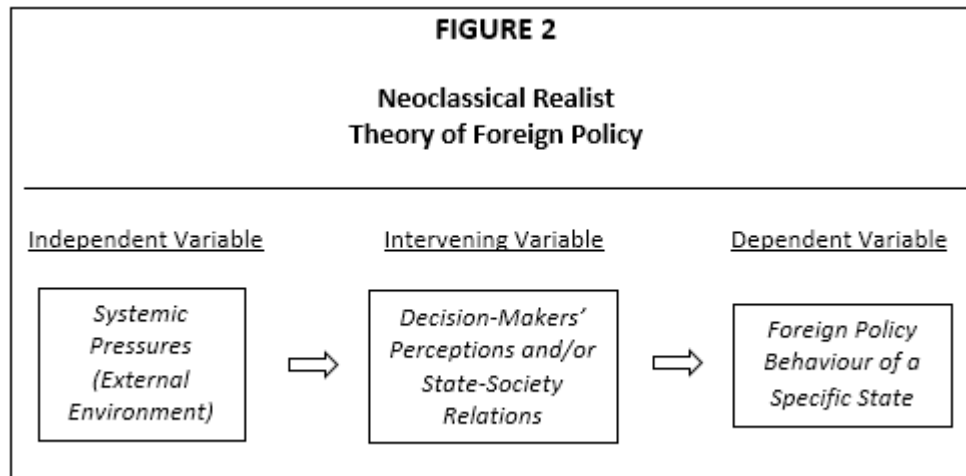 FIGURE 2
Neoclassical Realist
Theory of Foreign Policy
Independent Variable
Intervening Variable
Dependent Variable
Systemic
Pressures
(External
Environment)
Decision-Makers’
Perceptions and/or
State-Society
Relations
Foreign Policy
Behaviour of a
Specific State